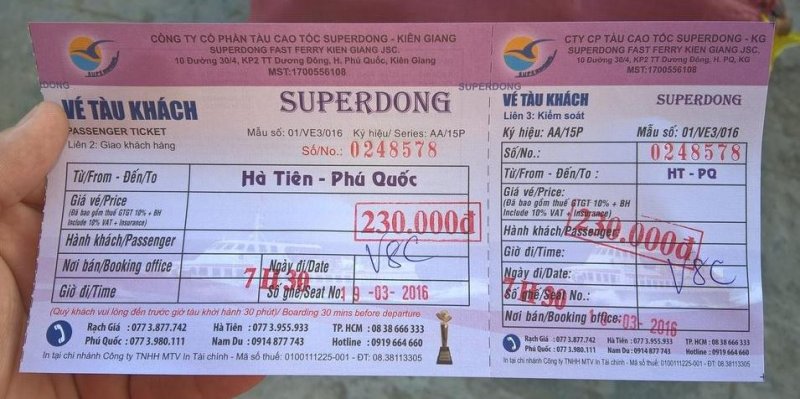 CÔNG TY CỔ PHẦN TÀU CAO TỐC SUPERDONG - KIÊN GIANG
SUPERDONG FAST FERRY KIEN GIANG JSC.
10 Đường 30/4, KP2 TT Dương Đông, H. Phú Quốc, Kiên Giang
MST:1700556108
SUPERDONG
VÉ TÀU KHÁCH
PASSENGER TICKET
Liên 2: Giao khách hàng
SUPERDONG
Mẫu số: 01/VE3/016 Ký hiệu/ Series: AA/15P
Số/No.: 0248578
Từ/From - Đến/To Hà Tiên - Phú Quốc
Giá vé/Price
(Đã bao gồm thuế GTGT 10% + BH
Include 10% VAT + Insurance)
230.000đ
Hành khách/Passenger
V8C
Nơi bán/Booking office Ngày đi/Date
7H30
Giờ đi/Time Số ghế/Seat No.
19-03-2016
(Quý khách vui lòng đến trước giờ tàu khởi hành 30 phút)/ Boarding 30 mins before departure
Rạch Giá : 077 3.877.742 Hà Tiên : 077 3.955.933 TP. HCM : 08 38 666 333
Phú Quốc : 077 3.980.111 Nam Du : 0914 877 743 Hotline : 0919 664 660
In tại chi nhánh Công ty TNHH MTV In Tài chính - Mã số thuế: 0100111225-001 - ĐT: 08.38113305
CTY CP TÀU CAO TỐC SUPERDONG - KG
SUPERDONG FAST FERRY KIEN GIANG JSC.
10 Đường 30/4, KP2 TT Dương Đông, H. PQ, KG
MST:1700556108
SUPERDONG
VÉ TÀU KHÁCH SUPERDONG
Liên 3: Kiểm soát
Ký hiệu: AA/15P Mẫu số: 01/VE3/016
Số/No.: 0248578
Từ/From - Đến/To: HT - PQ
Giá vé/Price:
(Đã bao gồm thuế GTGT 10% + BH
Include 10% VAT + Insurance)
230.000đ
Hành khách/Passenger:
Giờ đi/Time:
V8C
Ngày đi/Date:
7H30
Số ghế/Seat No.:
Nơi bán/Booking office:
-03-2016
Rạch Giá : 077 3.877.742 Hà Tiên : 077 3.955.933 TP. HCM : 08 38 666 333
Phú Quốc : 077 3.980.111 Nam Du : 0914 877 743 Hotline : 0919 664 660
In tại chi nhánh Công ty TNHH MTV In Tài chính - Mã số thuế: 0100111225-001 - ĐT: 08.38113305